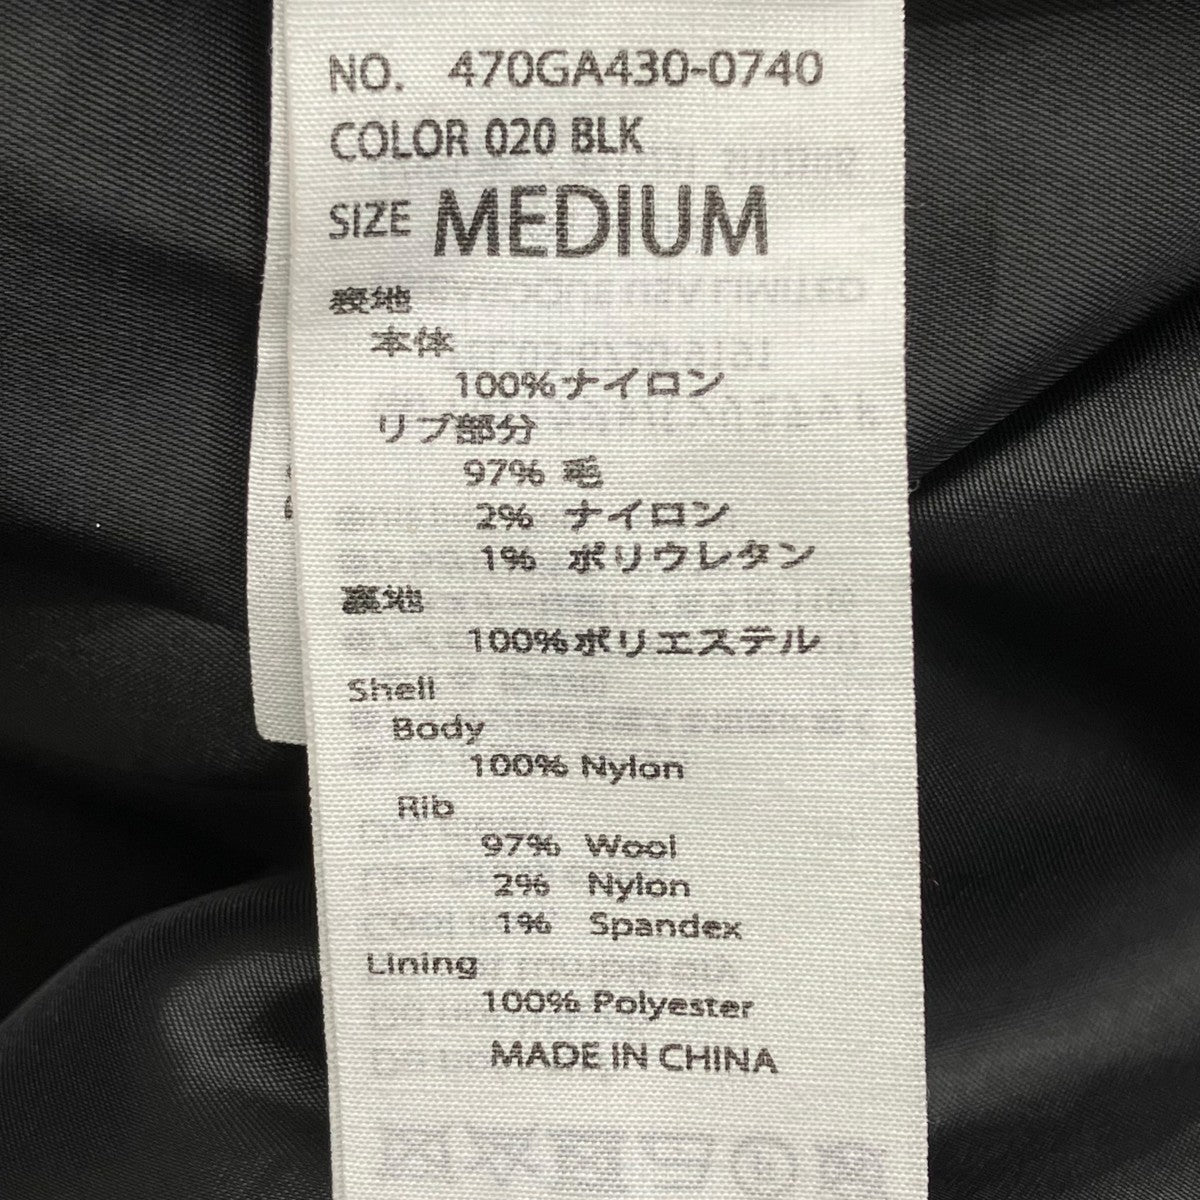 NO. 470GA430-0740
COLOR 020 BLK
SIZE MEDIUM
表地
本体
100%ナイロン
リブ部分
97% 毛
2% ナイロン
1% ポリウレタン
裏地
100%ポリエステル
Shell
Body
100% Nylon
Rib
97% Wool
2% Nylon
1% Spandex
Lining
100% Polyester
MADE IN CHINA